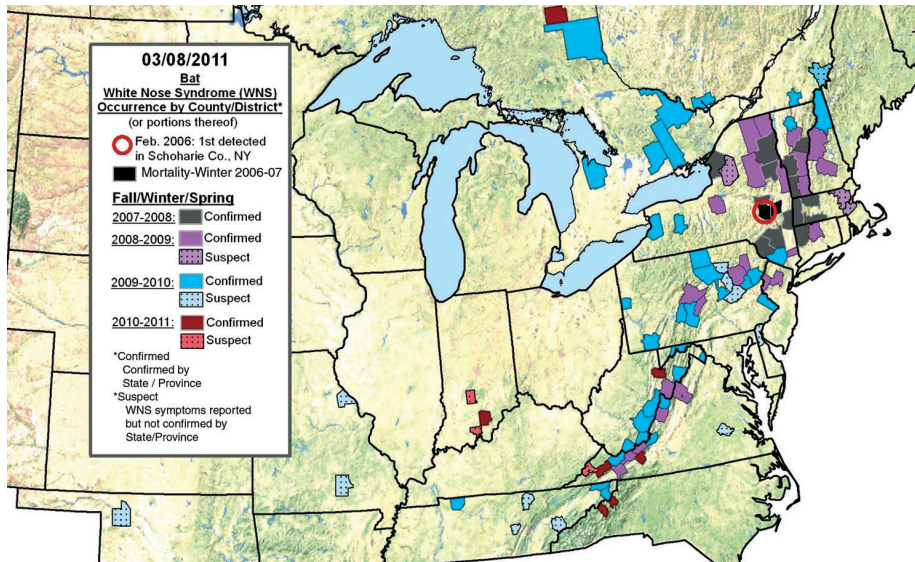 03/08/2011
Bat
White Nose Syndrome (WNS)
Occurrence by County/District*
(or portions thereof)
Feb. 2006: 1st detected
in Schoharie Co., NY
Mortality-Winter 2006-07
Fall/Winter/Spring
2007-2008: Confirmed
2008-2009: Confirmed
Suspect
2009-2010: Confirmed
Suspect
2010-2011: Confirmed
Suspect
*Confirmed
Confirmed by
State / Province
*Suspect
WNS symptoms reported
but not confirmed by
State/Province